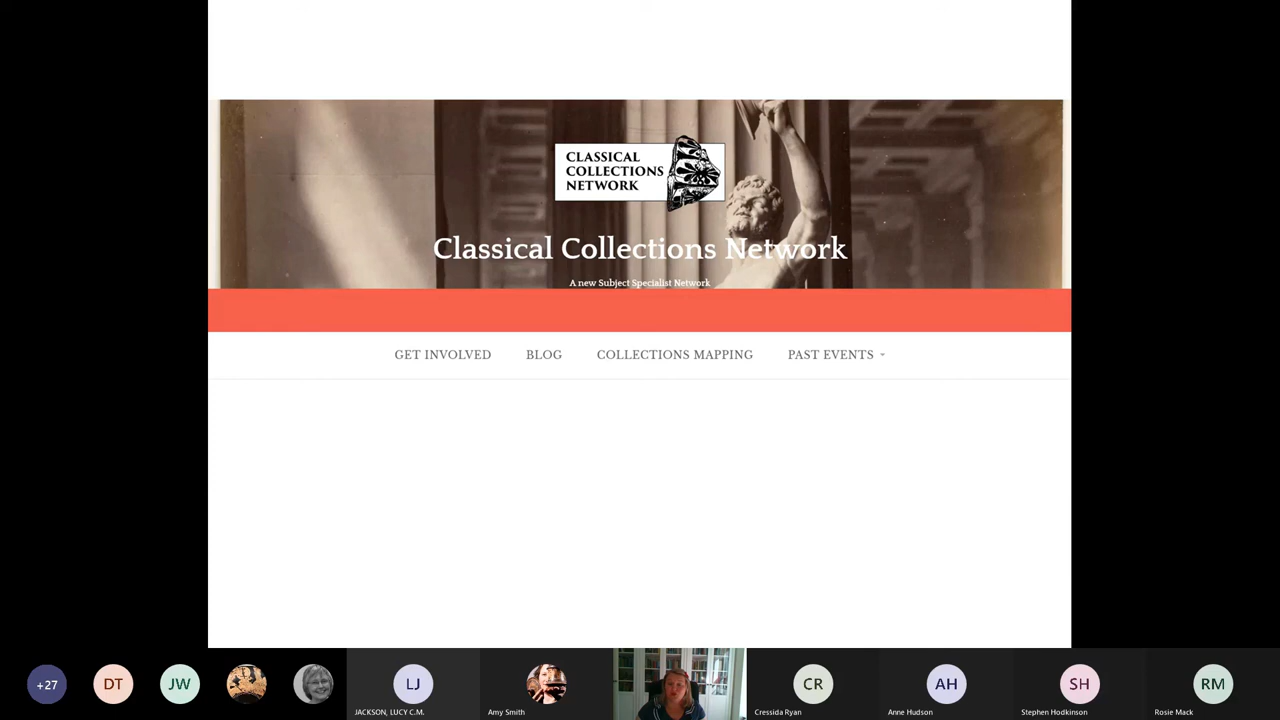 CLASSICAL
COLLECTIONS
NETWORK
Classical Collections Network
A new Subject Specialist Network
GET INVOLVED BLOG COLLECTIONS MAPPING PAST EVENTS
+27 DT JW LJ CR AH SH RM
JACKSON, LUCY C.M. Amy Smith Cressida Ryan Anne Hudson Stephen Hodkinson Rosie Mack